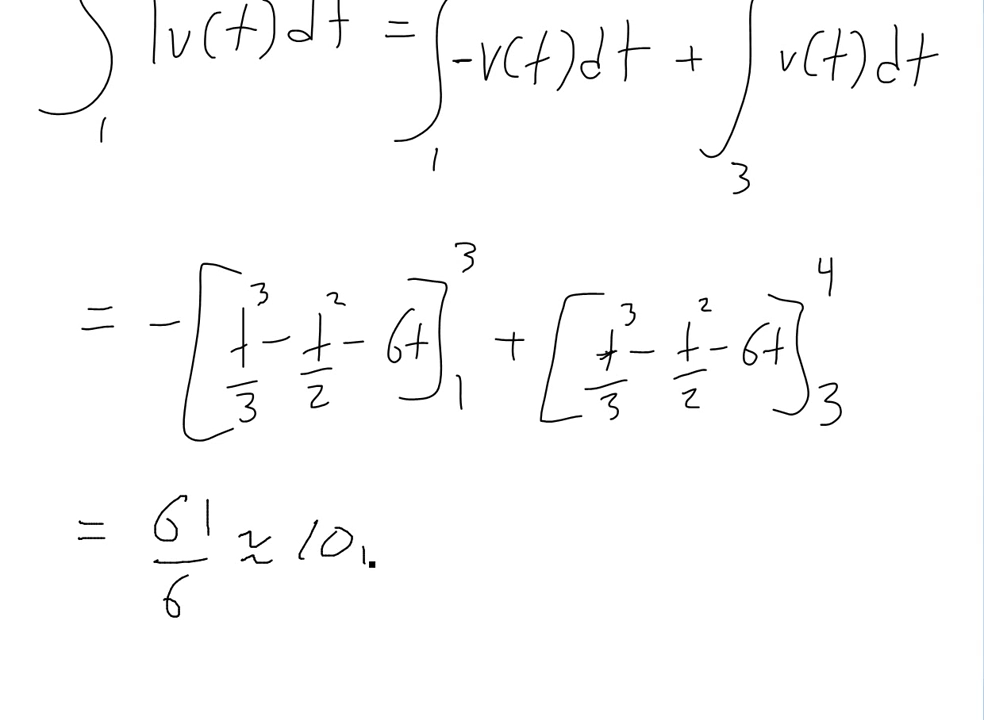 ∫₁ |v(t)dt = ∫₁ -v(t)dt + ∫₃ v(t)dt
= -[t³/3 - t²/2 - 6t]₁³ + [t³/3 - t²/2 - 6t]₃⁴
= 61/6 ≈ 10.